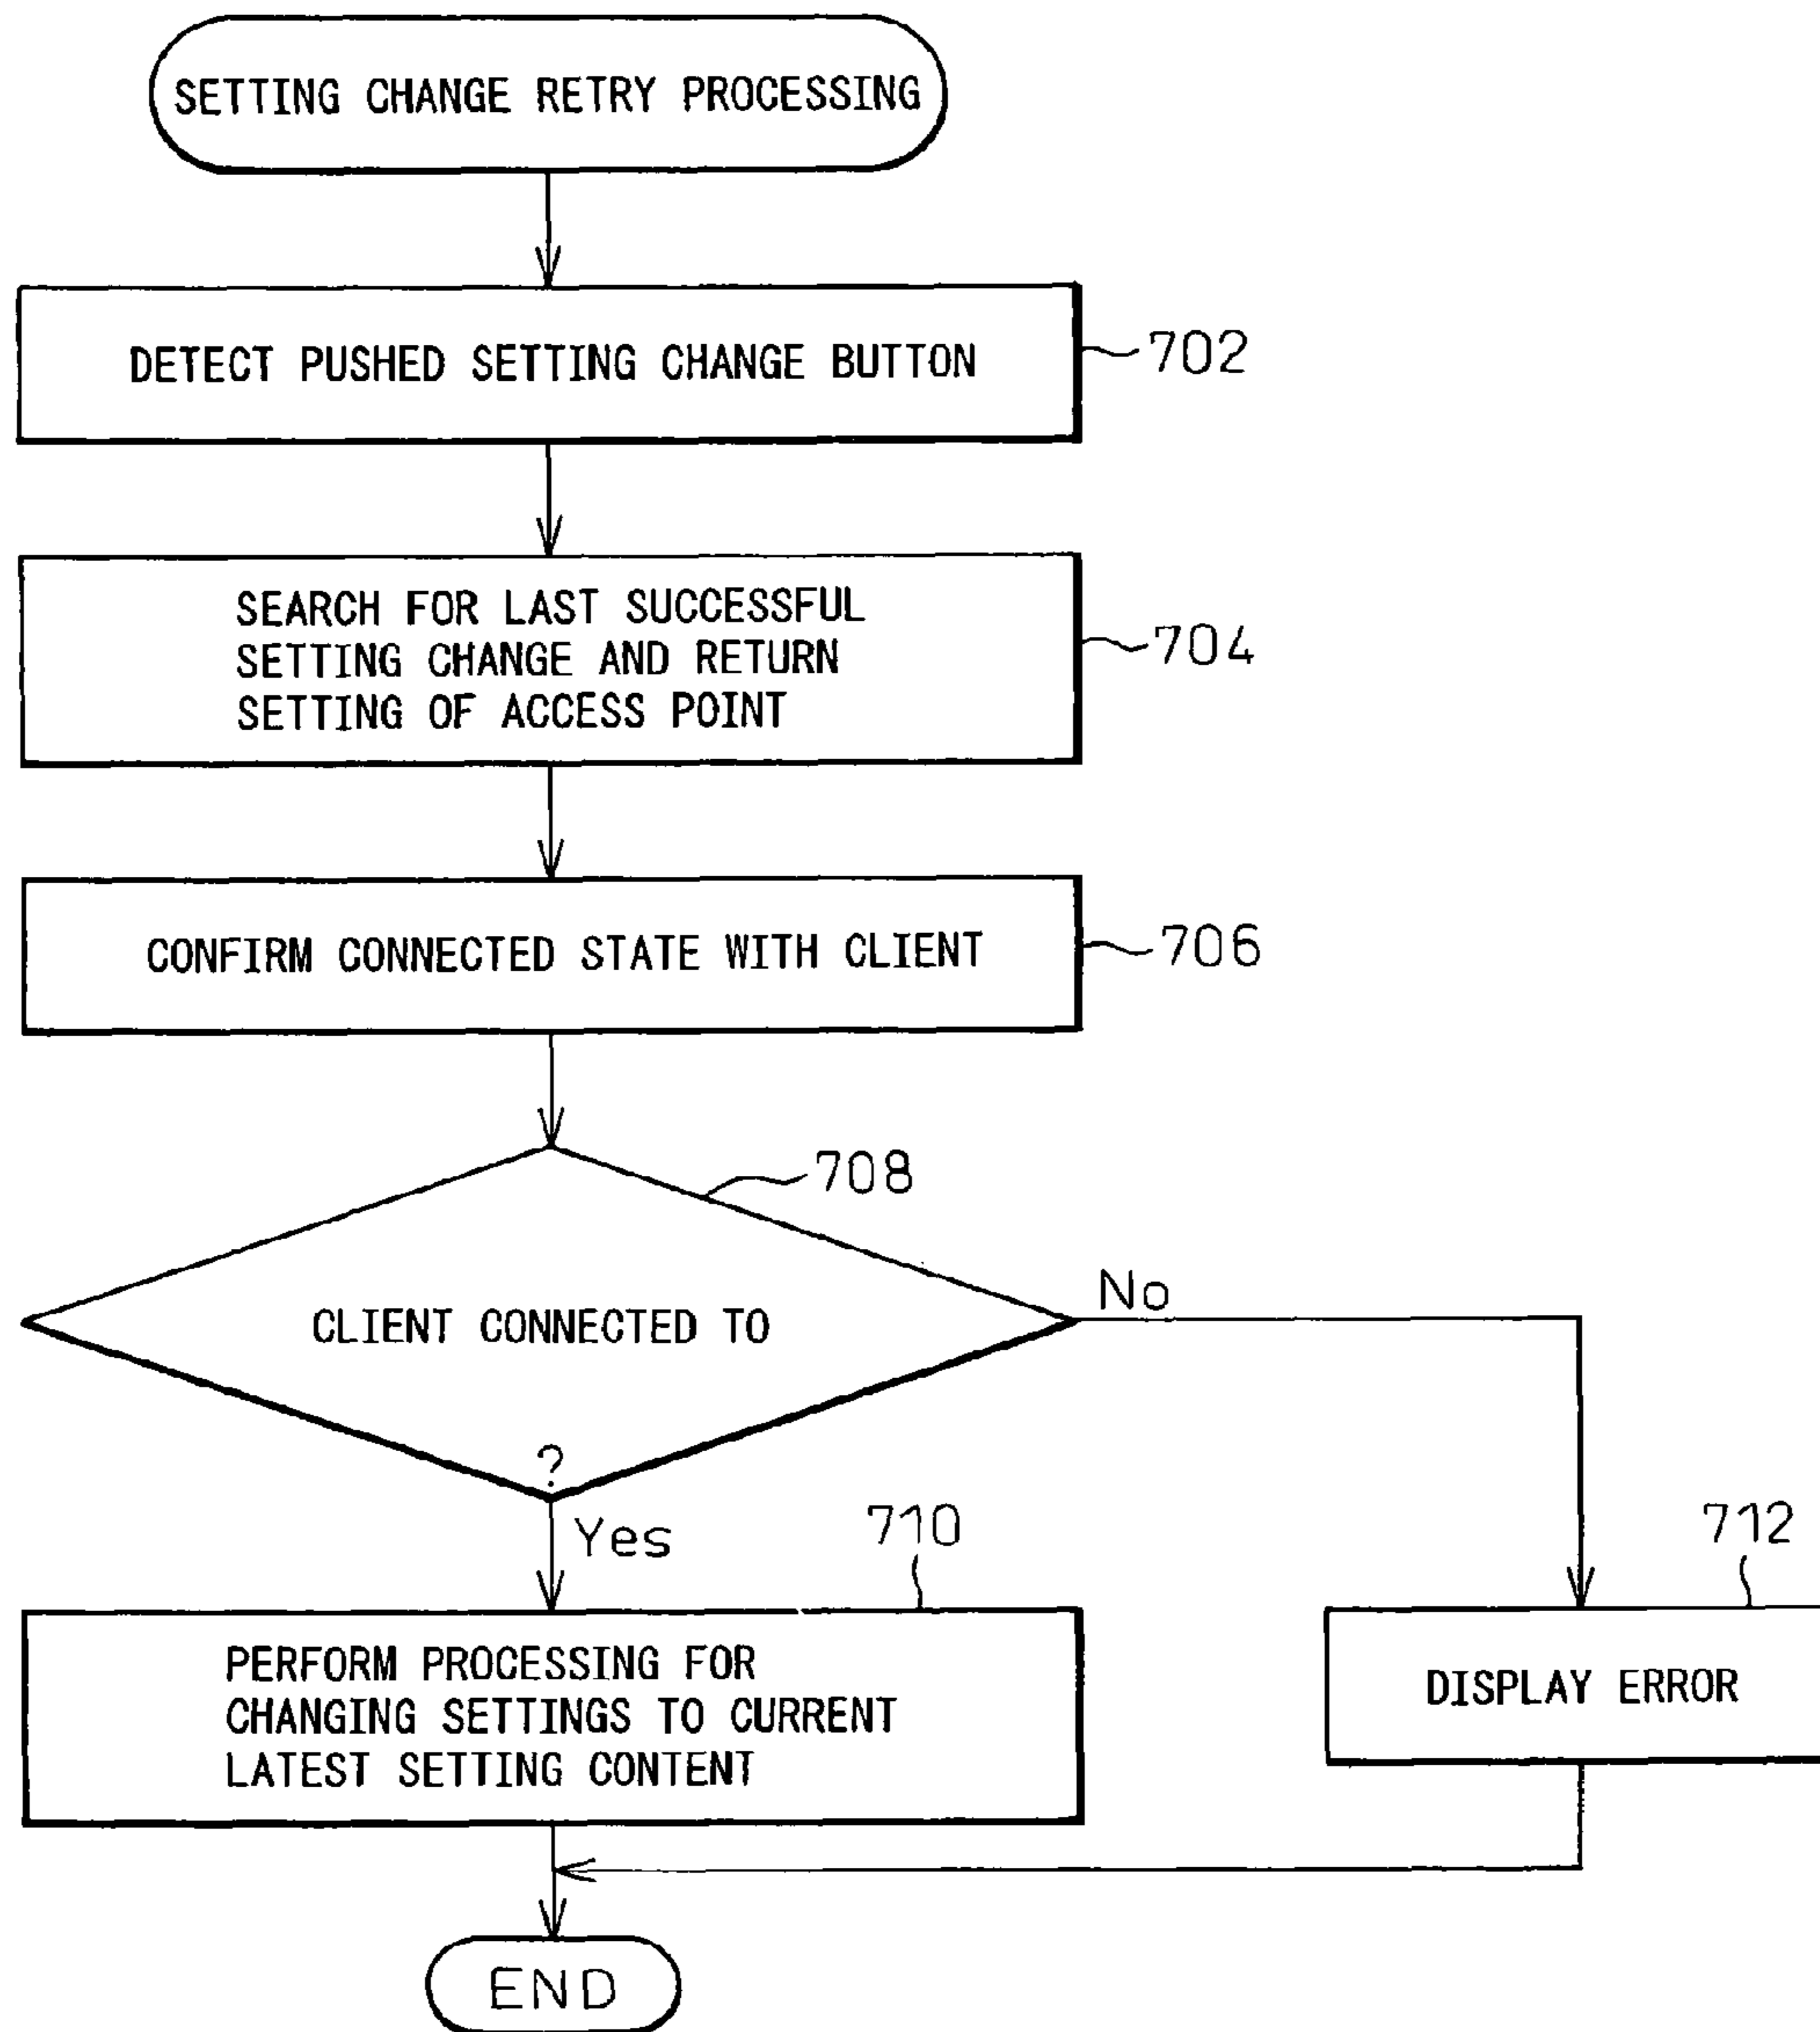 SETTING CHANGE RETRY PROCESSING
DETECT PUSHED SETTING CHANGE BUTTON
702
SEARCH FOR LAST SUCCESSFUL
SETTING CHANGE AND RETURN
SETTING OF ACCESS POINT
704
CONFIRM CONNECTED STATE WITH CLIENT
706
708
CLIENT CONNECTED TO
?
No
Yes
710
PERFORM PROCESSING FOR
CHANGING SETTINGS TO CURRENT
LATEST SETTING CONTENT
712
DISPLAY ERROR
END